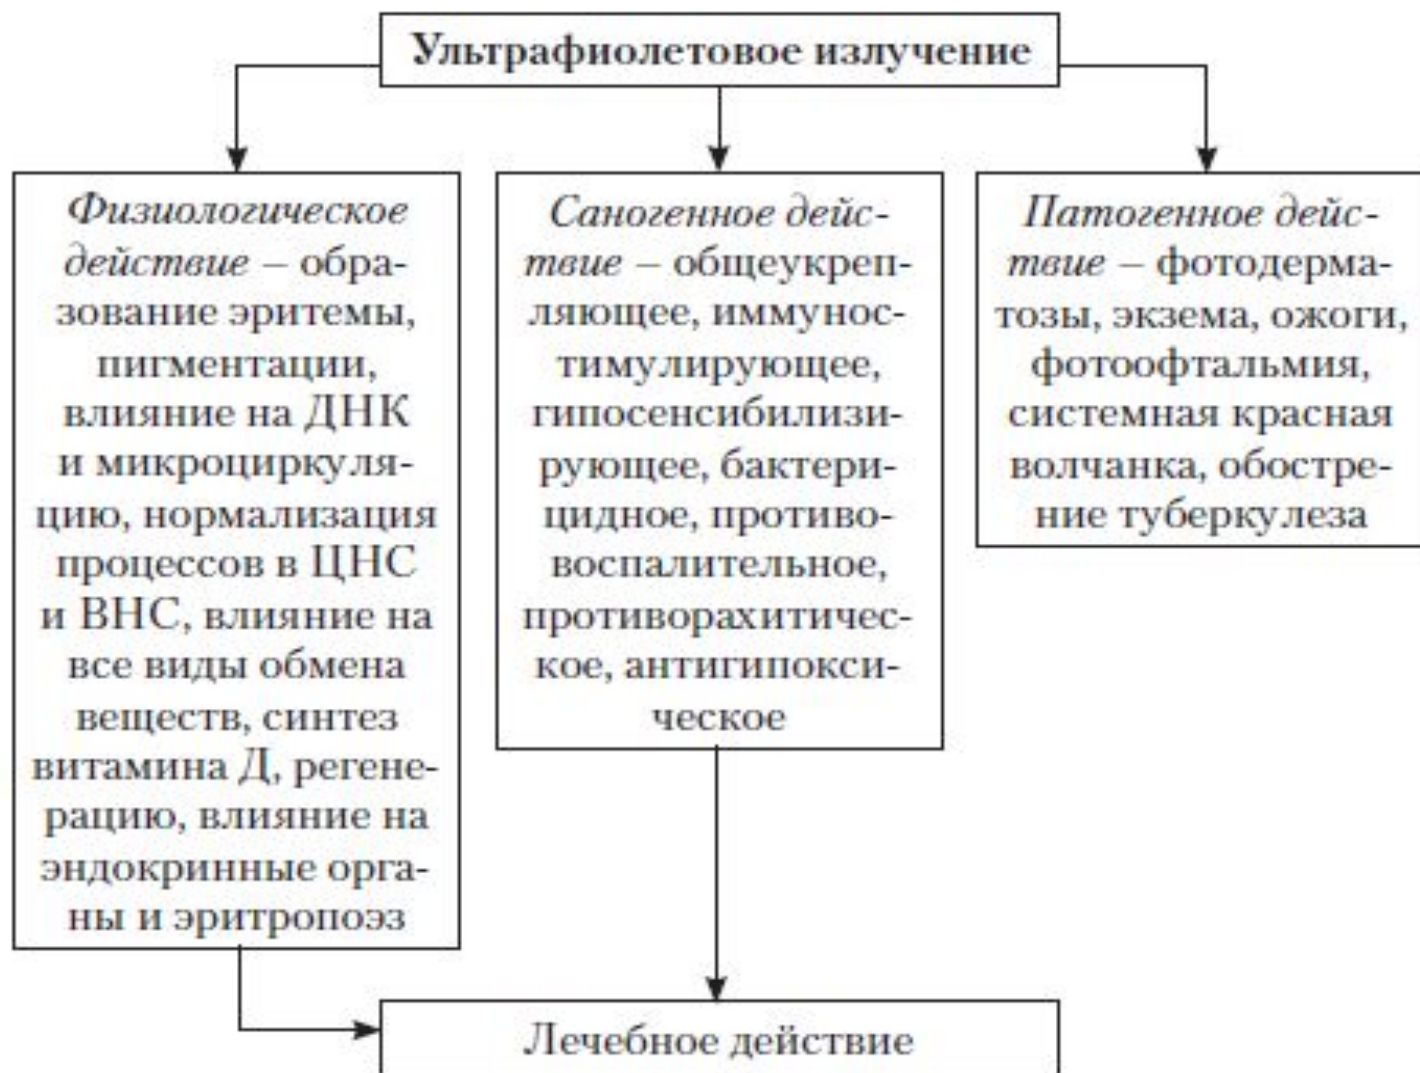 Ультрафиолетовое излучение
Физиологическое
действие – обра-
зование эритемы,
пигментации,
влияние на ДНК
и микроциркуля-
цию, нормализация
процессов в ЦНС
и ВНС, влияние на
все виды обмена
веществ, синтез
витамина Д, регене-
рацию, влияние на
эндокринные орга-
ны и эритропоэз
Саногенное дейс-
твие – общеукреп-
ляющее, иммунос-
тимулирующее,
гипосенсибилизи-
рующее, бактери-
цидное, противо-
воспалительное,
противорахитичес-
кое, антигипокси-
ческое
Патогенное дейс-
твие – фотодерма-
тозы, экзема, ожоги,
фотоофтальмия,
системная красная
волчанка, обостре-
ние туберкулеза
Лечебное действие